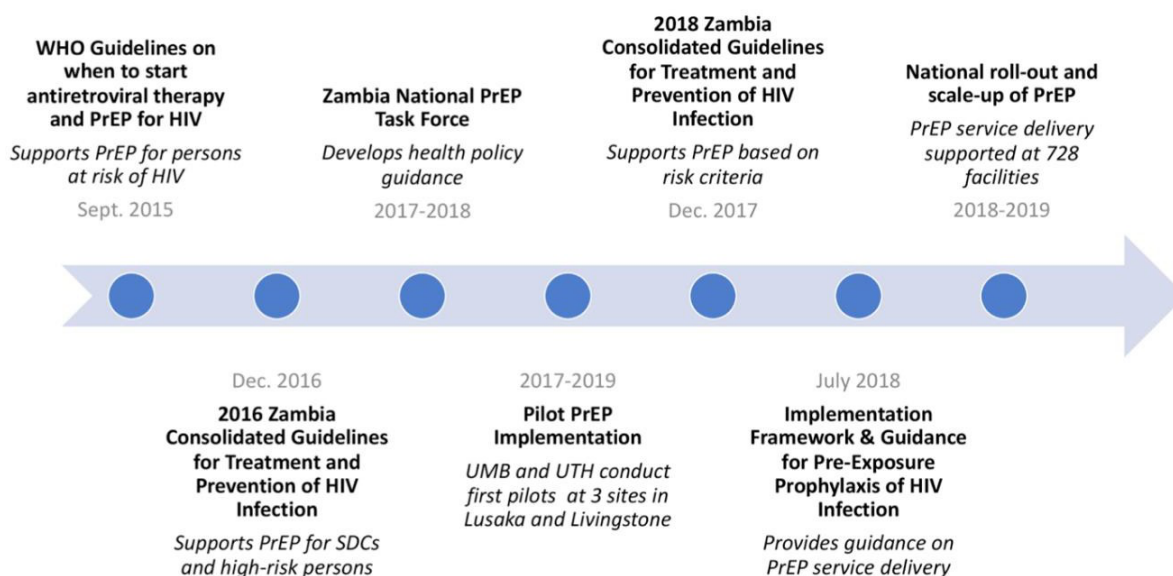 WHO Guidelines on
when to start
antiretroviral therapy
and PrEP for HIV
Supports PrEP for persons
at risk of HIV
Sept. 2015
Dec. 2016
2016 Zambia
Consolidated Guidelines
for Treatment and
Prevention of HIV
Infection
Supports PrEP for SDCs
and high-risk persons
Zambia National PrEP
Task Force
Develops health policy
guidance
2017-2018
2017-2019
Pilot PrEP
Implementation
UMB and UTH conduct
first pilots at 3 sites in
Lusaka and Livingstone
2018 Zambia
Consolidated Guidelines
for Treatment and
Prevention of HIV
Infection
Supports PrEP based on
risk criteria
Dec. 2017
July 2018
Implementation
Framework & Guidance
for Pre-Exposure
Prophylaxis of HIV
Infection
Provides guidance on
PrEP service delivery
National roll-out and
scale-up of PrEP
PrEP service delivery
supported at 728
facilities
2018-2019